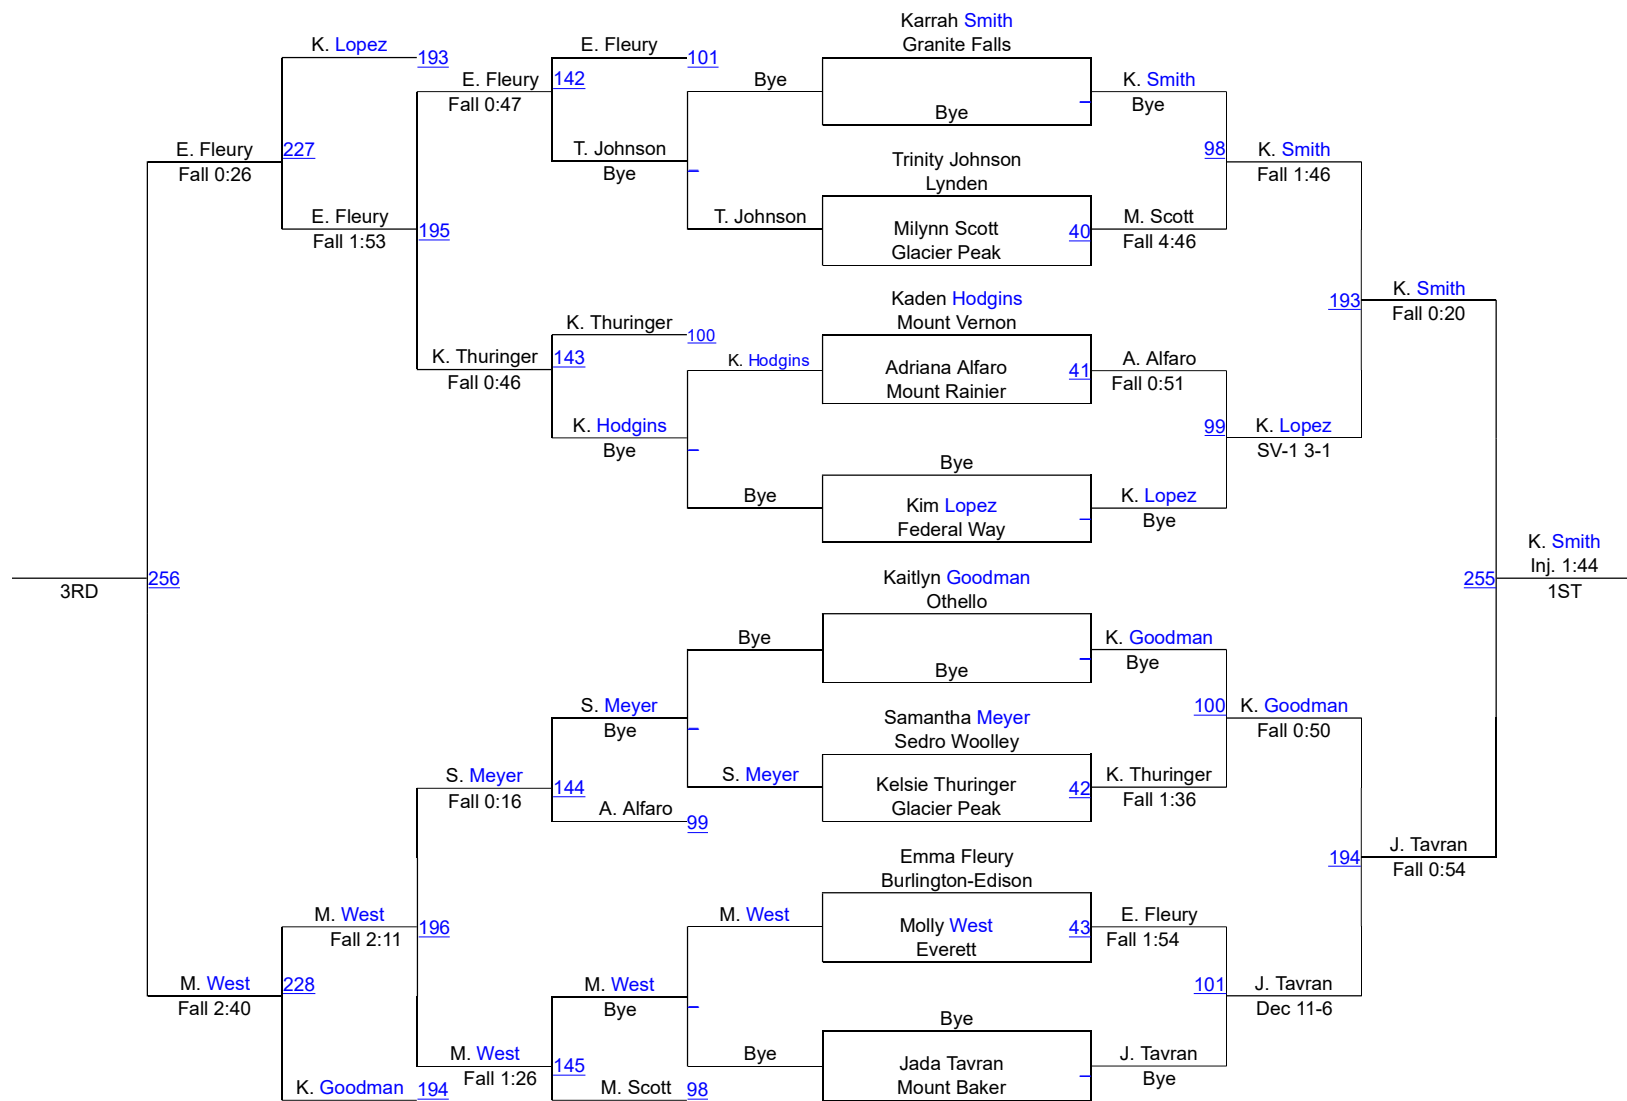 Karrah Smith
Granite Falls
K. Lopez
193
E. Fleury
101
E. Fleury
142
Fall 0:47
Bye
Bye
K. Smith
Bye
E. Fleury
227
Fall 0:26
T. Johnson
Bye
Trinity Johnson
Lynden
98
K. Smith
Fall 1:46
E. Fleury
Fall 1:53
195
T. Johnson
Milynn Scott
Glacier Peak
40
M. Scott
Fall 4:46
Kaden Hodgins
Mount Vernon
193
K. Smith
Fall 0:20
K. Thuringer
100
K. Thuringer
143
Fall 0:46
K. Hodgins
Adriana Alfaro
Mount Rainier
41
A. Alfaro
Fall 0:51
K. Hodgins
Bye
99
K. Lopez
SV-1 3-1
Bye
Bye
Kim Lopez
Federal Way
K. Lopez
Bye
K. Smith
Inj. 1:44
1ST
255
256
3RD
Kaitlyn Goodman
Othello
Bye
Bye
K. Goodman
Bye
S. Meyer
Bye
Samantha Meyer
Sedro Woolley
100
K. Goodman
Fall 0:50
S. Meyer
Fall 0:16
144
S. Meyer
Kelsie Thuringer
Glacier Peak
42
K. Thuringer
Fall 1:36
A. Alfaro
99
Emma Fleury
Burlington-Edison
194
J. Tavran
Fall 0:54
M. West
Fall 2:11
196
M. West
Molly West
Everett
43
E. Fleury
Fall 1:54
M. West
Fall 2:40
228
M. West
Bye
101
J. Tavran
Dec 11-6
Bye
M. West
Fall 1:26
145
Bye
Jada Tavran
Mount Baker
J. Tavran
Bye
K. Goodman
194
M. Scott
98